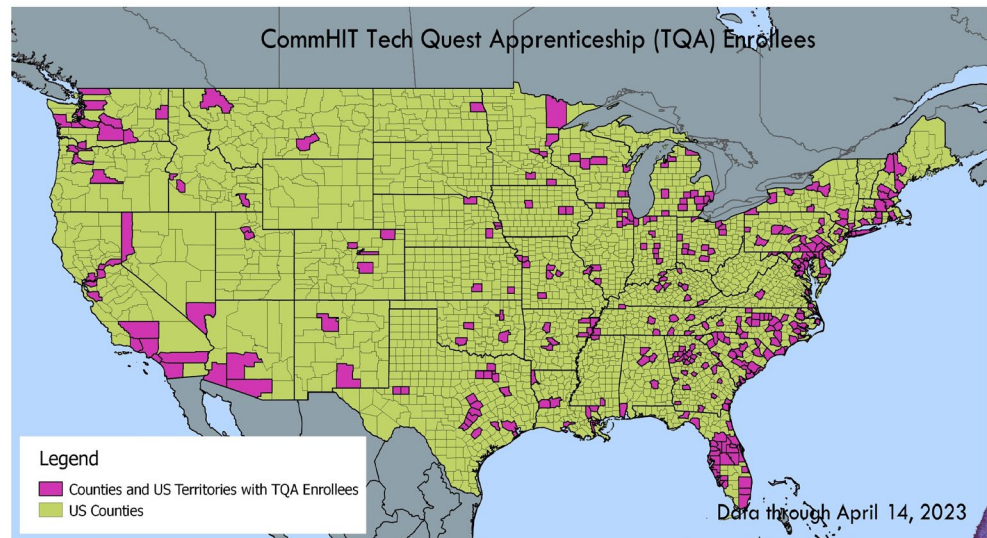 CommHIT Tech Quest Apprenticeship (TQA) Enrollees
Legend
Counties and US Territories with TQA Enrollees
US Counties
Data through April 14, 2023